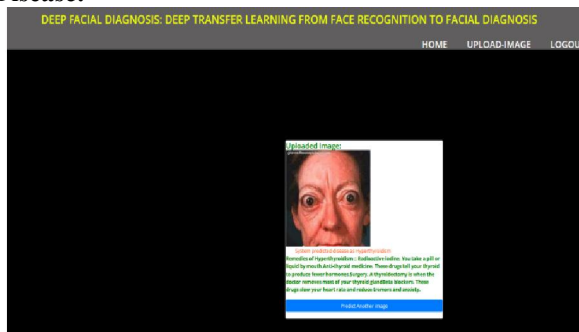 DEEP FACIAL DIAGNOSIS: DEEP TRANSFER LEARNING FROM FACE RECOGNITION TO FACIAL DIAGNOSIS
HOME UPLOAD-IMAGE LOGOU
Uploaded Image:
System predicted disease as Hyperthyroidism
Remedies of Hyperthyroidism :: Radioactive iodine. You take a pill or
liquid by mouth Anti-thyroid medicine. These drugs tell your thyroid
to produce fewer hormones Surgery. A thyroidectomy is when the
doctor removes most of your thyroid gland Beta blockers. These
drugs slow your heart rate and reduce tremors and anxiety.
Predict Another Image